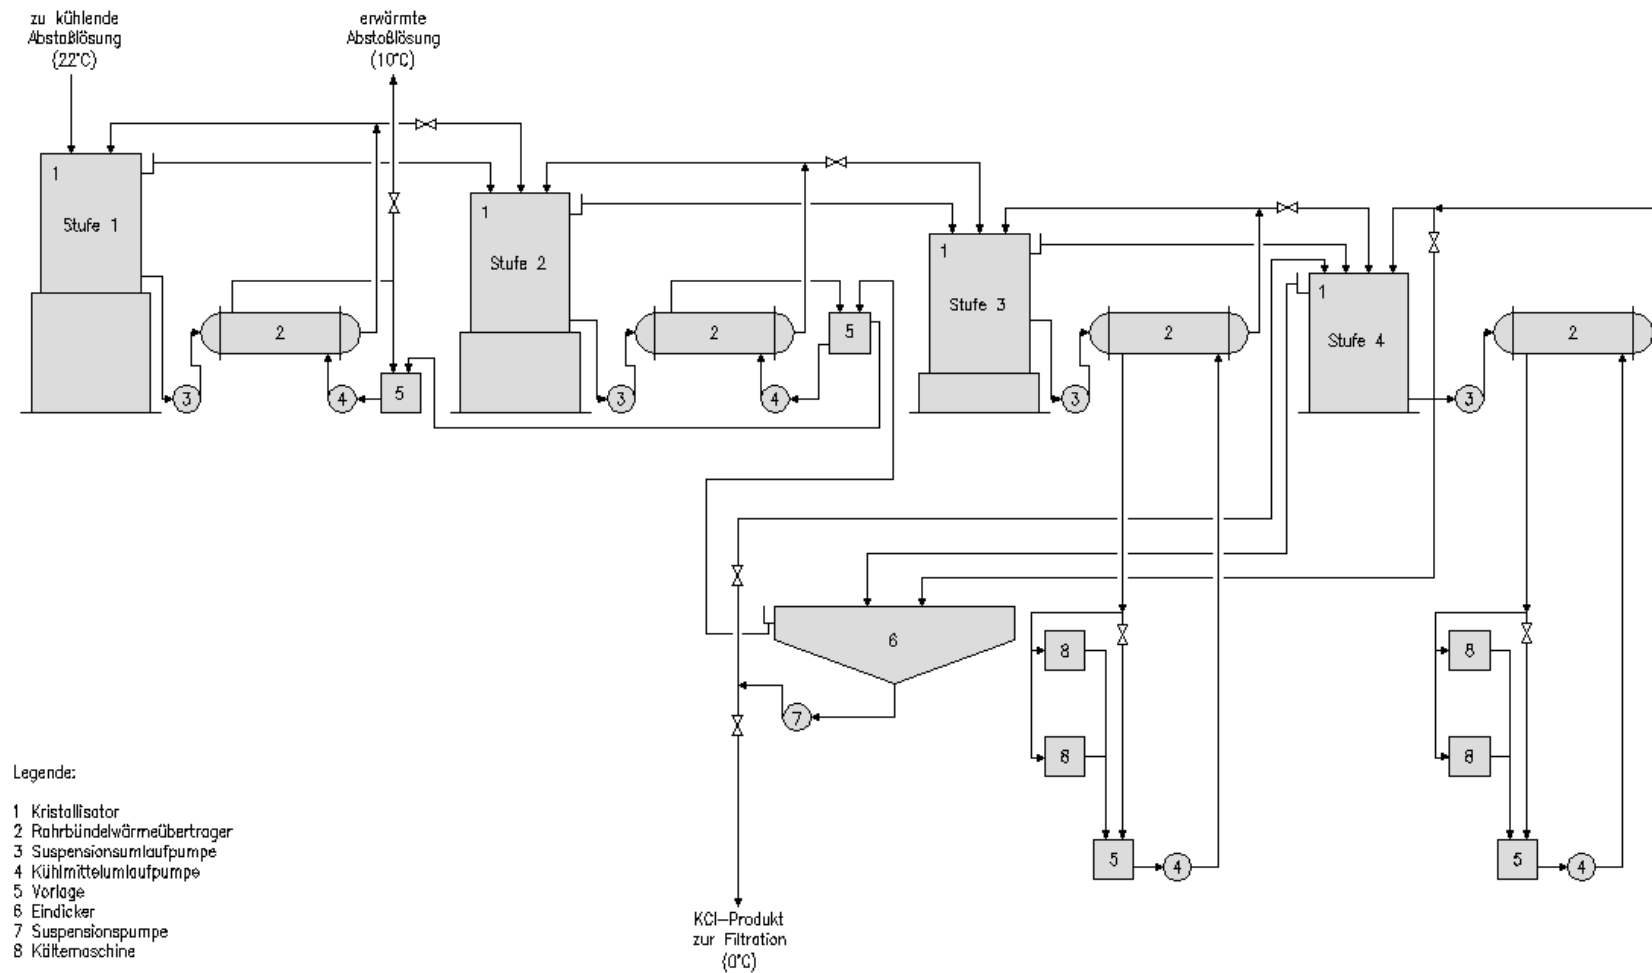 zu kühlende
Abstoßlösung
(22°C)
erwärmte
Abstoßlösung
(10°C)
1
Stufe 1
1
Stufe 2
1
Stufe 3
1
Stufe 4
2
2
2
2
3
4
5
3
4
5
3
3
6
7
8
8
8
8
5
4
5
4
KCl-Produkt
zur Filtration
(0°C)
Legende:
1 Kristallisator
2 Rohrbündelwärmeübertrager
3 Suspensionsumlaufpumpe
4 Kühlmittelumlaufpumpe
5 Vorlage
6 Eindicker
7 Suspensionspumpe
8 Kältemaschine